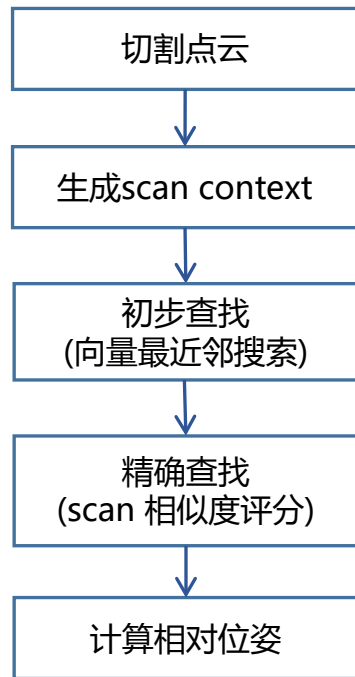 切割点云
生成scan context
初步查找
(向量最近邻搜索)
精确查找
(scan 相似度评分)
计算相对位姿